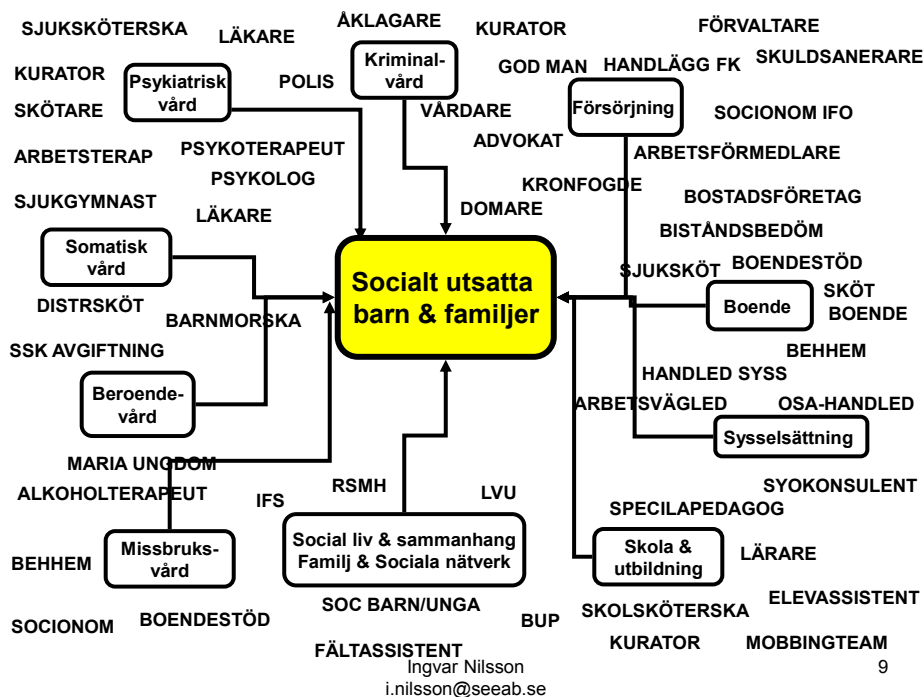 SJUKSKÖTERSKA
LÄKARE
ÅKLAGARE
KURATOR
FÖRVALTARE
SKULDSANERARE
KURATOR
Psykiatrisk
vård
POLIS
Kriminal-
vård
GOD MAN
HANDLÄGG FK
SKÖTARE
VÅRDARE
Försörjning
SOCIONOM IFO
ARBETSTERAP
PSYKOTERAPEUT
ADVOKAT
ARBETSFÖRMEDLARE
PSYKOLOG
KRONFOGDE
SJUKGYMNAST
LÄKARE
DOMARE
BOSTADSFÖRETAG
BISTÅNDSBEDÖM
Somatisk
vård
Socialt utsatta
barn & familjer
SJUKSKÖT
BOENDESTÖD
SKÖT
BOENDE
Boende
DISTRSKÖT
BARNMORSKA
SSK AVGIFTNING
BEHHEM
HANDLED SYSS
Beroende-
vård
ARBETSVÄGLED
OSA-HANDLED
Sysselsättning
MARIA UNGDOM
ALKOHOLTERAPEUT
IFS
RSMH
LVU
SYOKONSULENT
SPECILAPEDAGOG
BEHHEM
Missbruks-
vård
Social liv & sammanhang
Familj & Sociala nätverk
Skola &
utbildning
LÄRARE
SOCIONOM
BOENDESTÖD
SOC BARN/UNGA
BUP
SKOLSKÖTERSKA
ELEVASSISTENT
FÄLTASSISTENT
KURATOR
MOBBINGTEAM
Ingvar Nilsson
i.nilsson@seeab.se
9